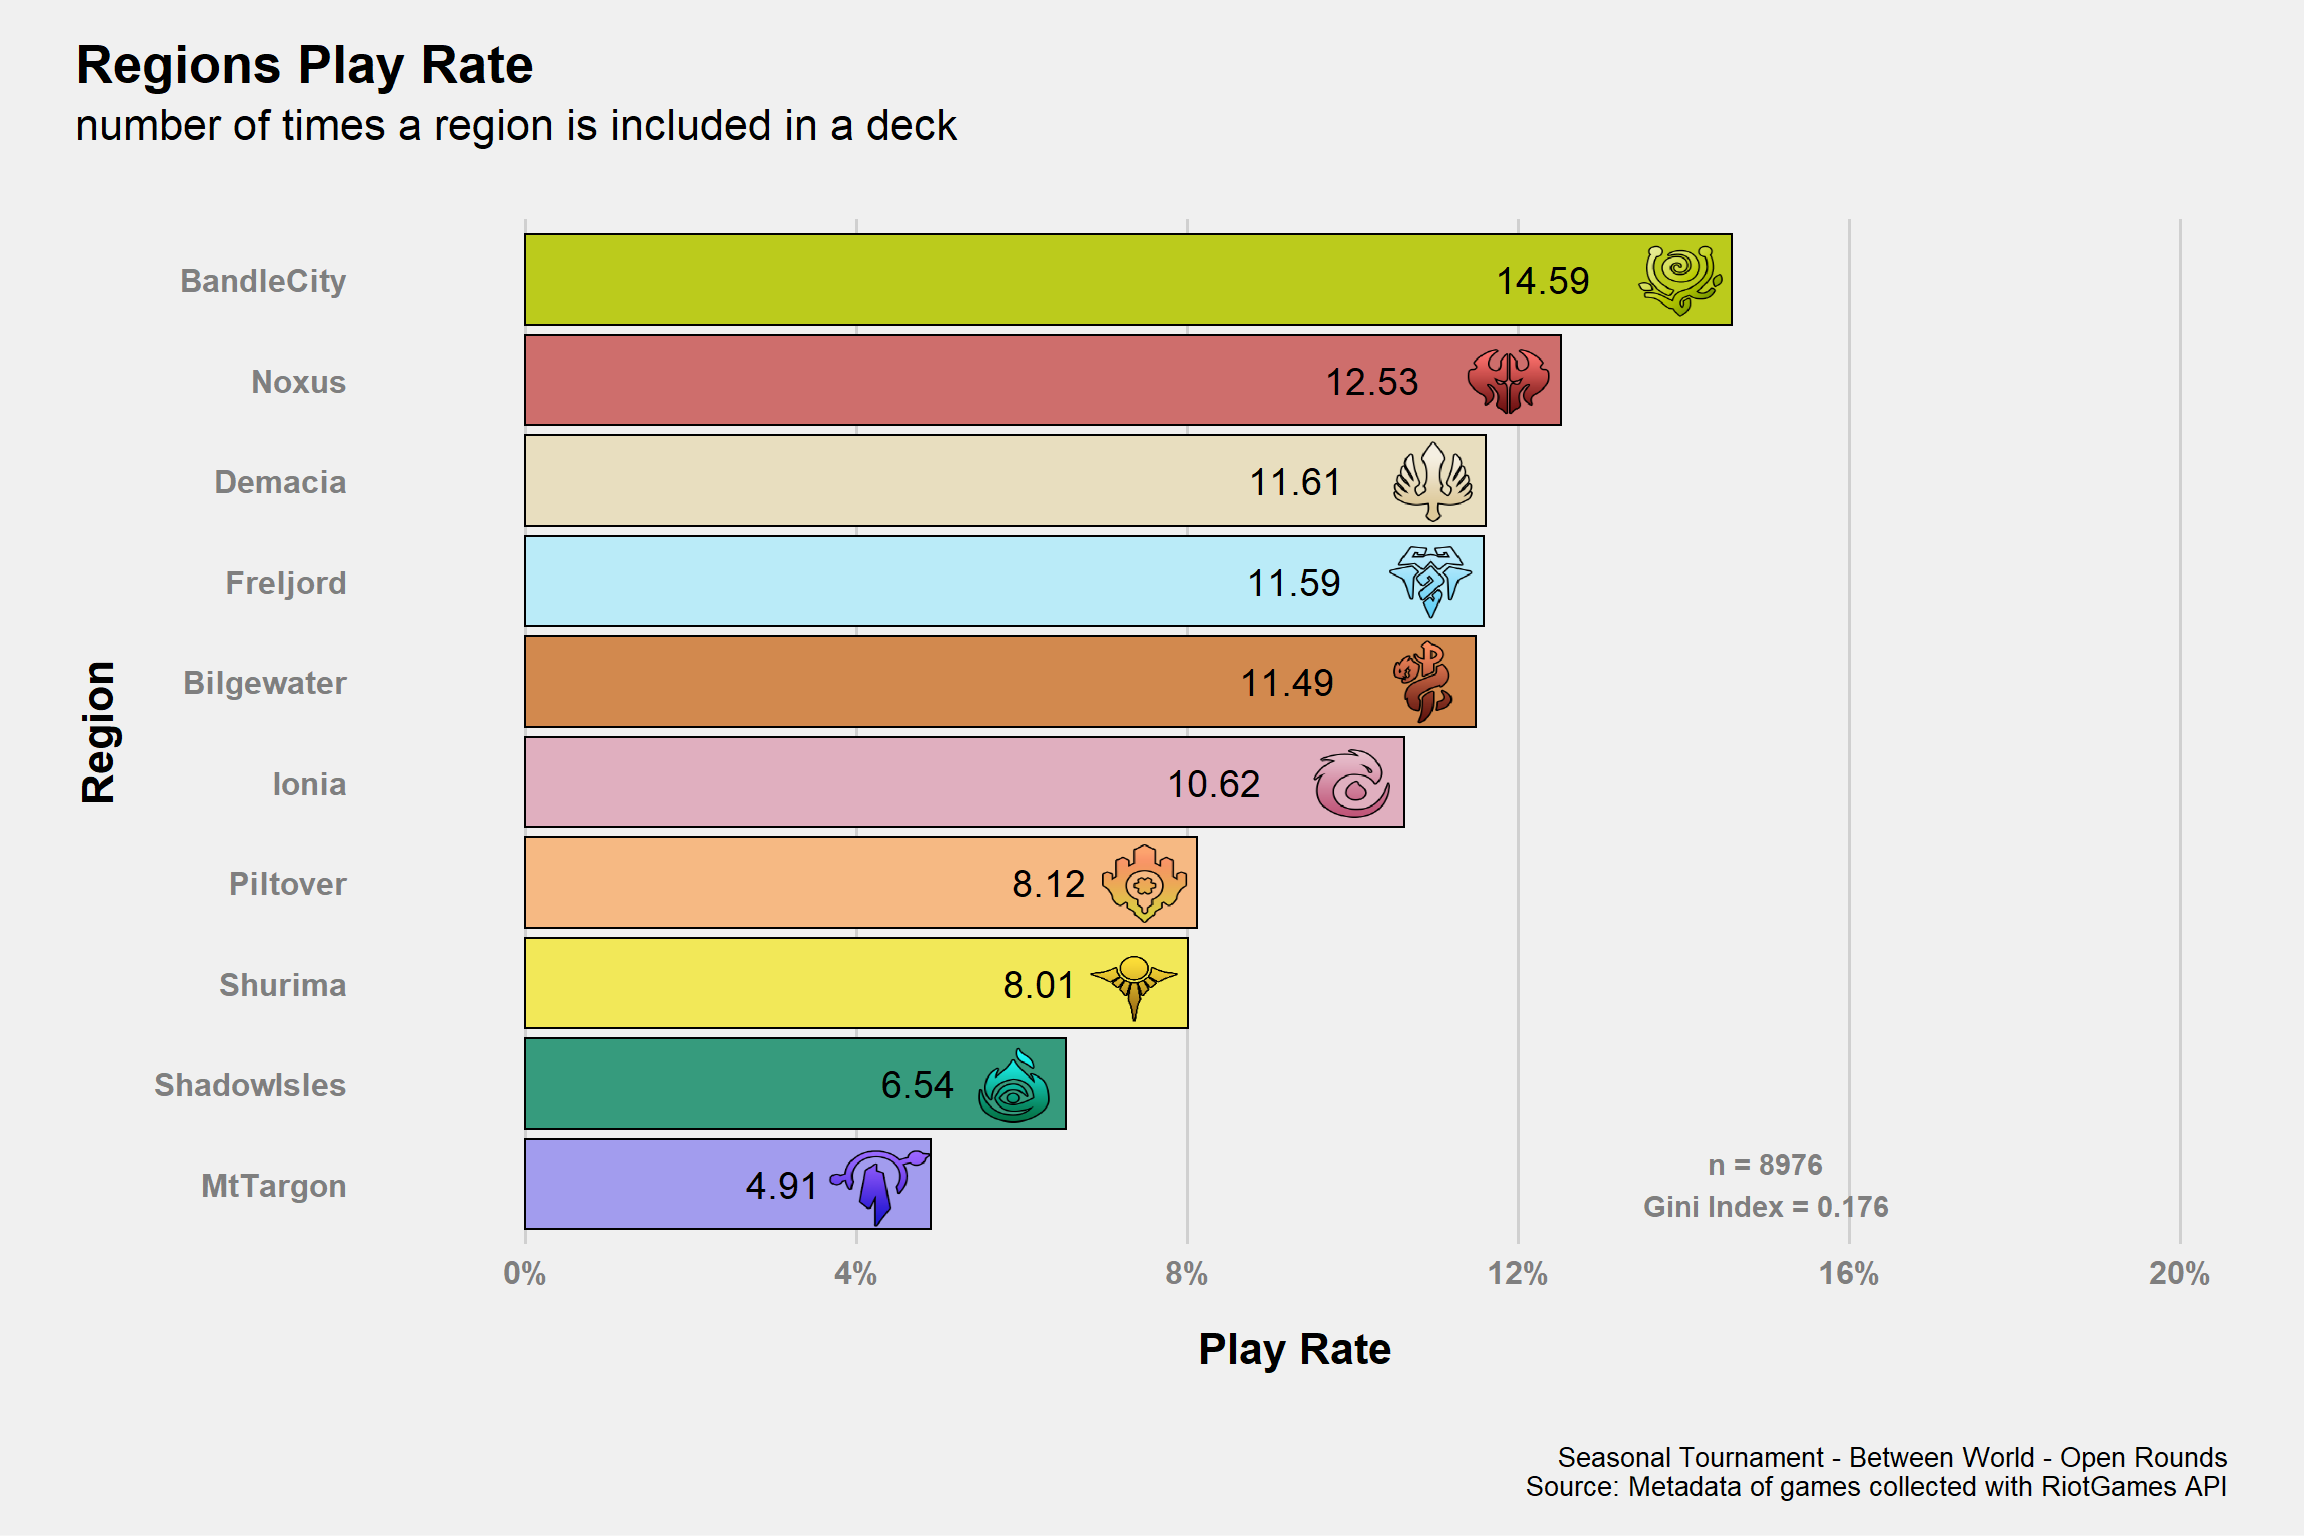 Regions Play Rate
number of times a region is included in a deck
BandleCity
14.59
Noxus
12.53
Demacia
11.61
Freljord
11.59
Bilgewater
11.49
Ionia
10.62
Piltover
8.12
Shurima
8.01
ShadowIsles
6.54
MtTargon
4.91
Region
n = 8976
Gini Index = 0.176
0% 4% 8% 12% 16% 20%
Play Rate
Seasonal Tournament - Between World - Open Rounds
Source: Metadata of games collected with RiotGames API